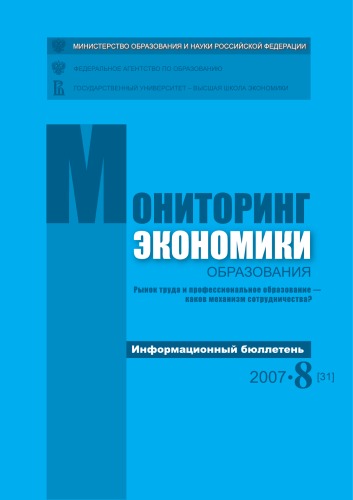 МИНИСТЕРСТВО ОБРАЗОВАНИЯ И НАУКИ РОССИЙСКОЙ ФЕДЕРАЦИИ
ФЕДЕРАЛЬНОЕ АГЕНТСТВО ПО ОБРАЗОВАНИЮ
ГОСУДАРСТВЕННЫЙ УНИВЕРСИТЕТ – ВЫСШАЯ ШКОЛА ЭКОНОМИКИ
МОНИТОРИНГ
ЭКОНОМИКИ
ОБРАЗОВАНИЯ
Рынок труда и профессиональное образование —
каков механизм сотрудничества?
Информационный бюллетень
2007•8 [31]